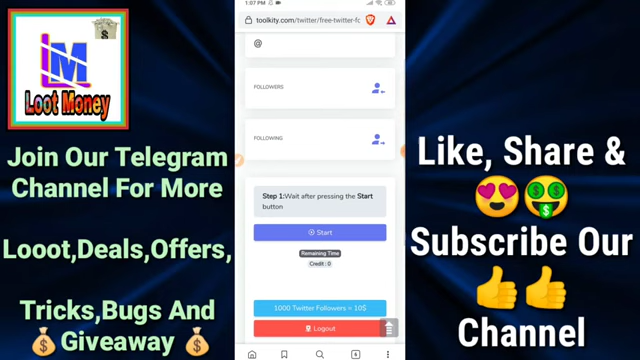 LM
Loot Money
Join Our Telegram
Channel For More
Looot,Deals,Offers,
Tricks,Bugs And
Giveaway
1:07 PM
toolkity.com/twitter/free-twitter-fo
@
FOLLOWERS
FOLLOWING
Step 1:Wait after pressing the Start
button
Start
Remaining Time
Credit : 0
1000 Twitter Followers = 10$
Logout
Like, Share &
Subscribe Our
Channel